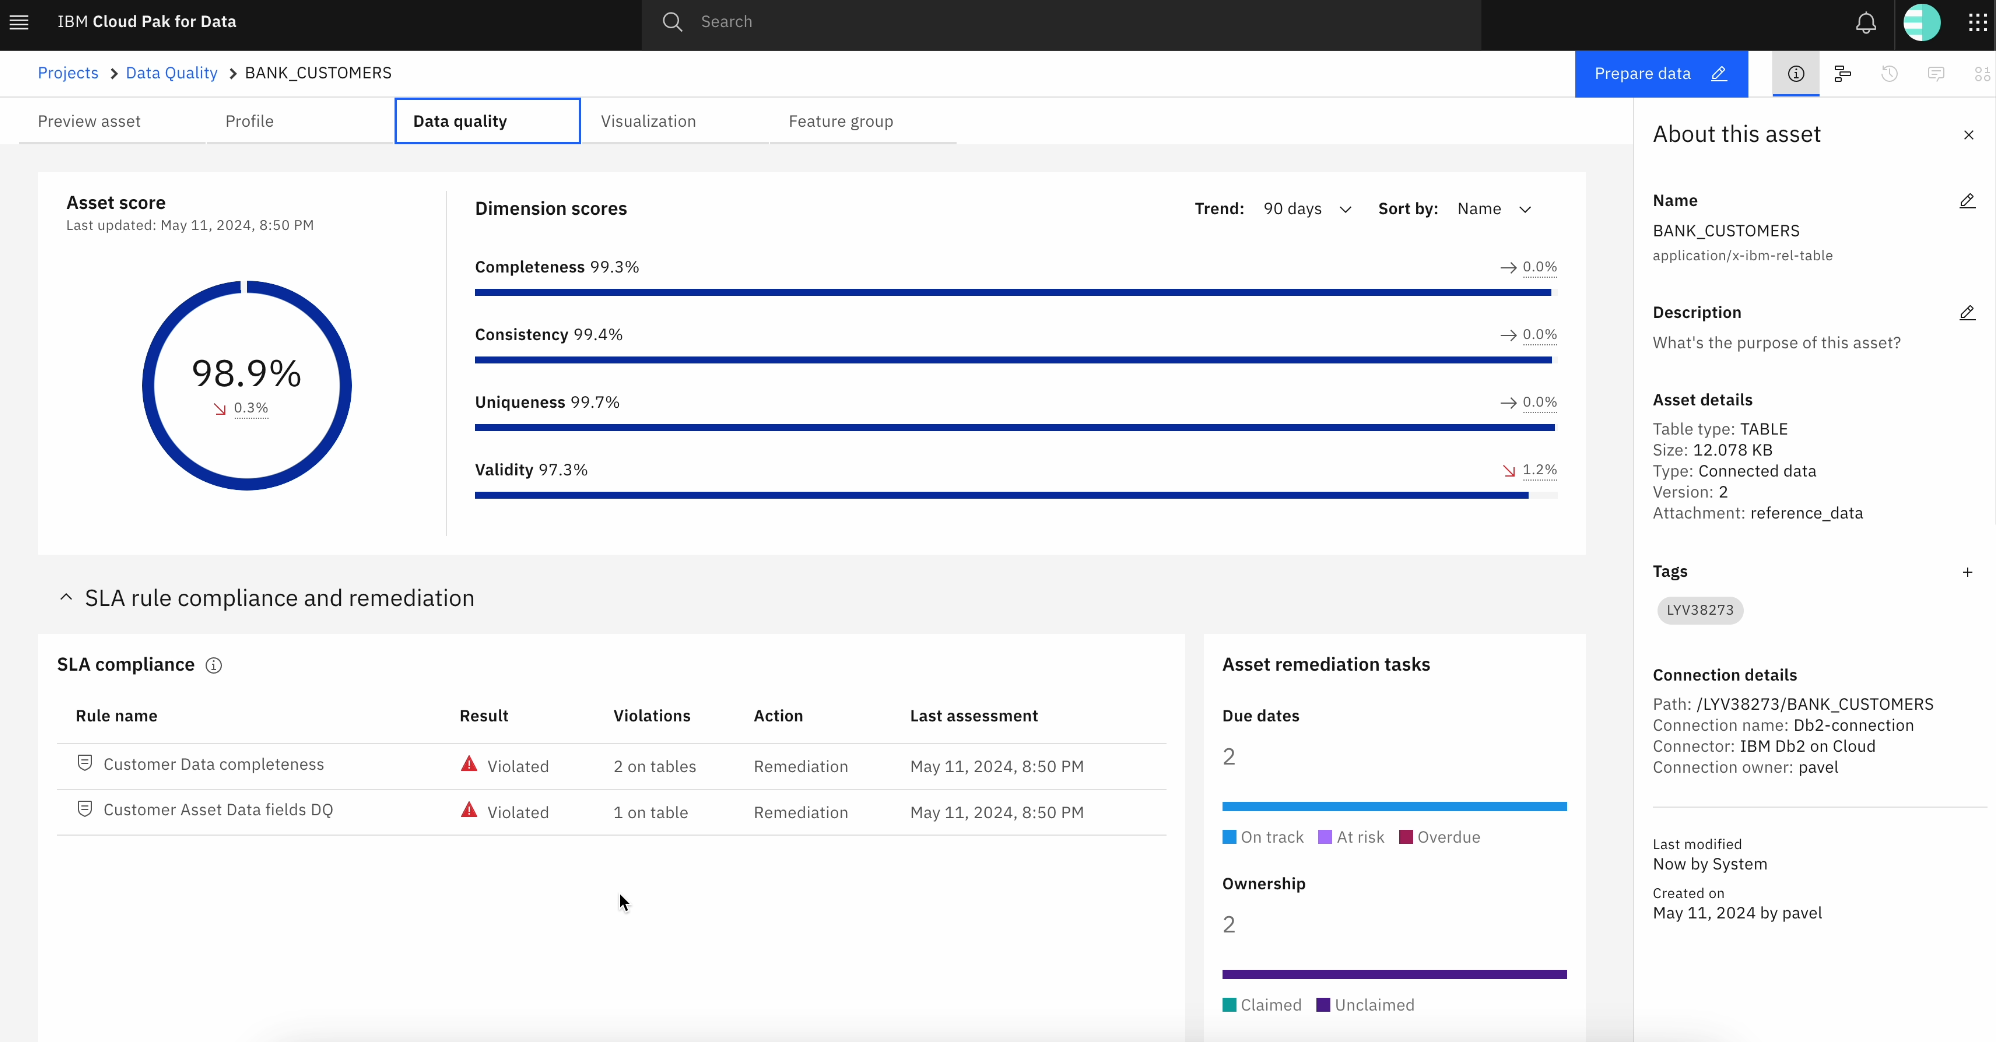 IBM Cloud Pak for Data
Search
Projects > Data Quality > BANK_CUSTOMERS
Prepare data
Preview asset
Profile
Data quality
Visualization
Feature group
Asset score
Last updated: May 11, 2024, 8:50 PM
98.9%
0.3%
Dimension scores
Trend: 90 days
Sort by: Name
Completeness 99.3%
0.0%
Consistency 99.4%
0.0%
Uniqueness 99.7%
0.0%
Validity 97.3%
1.2%
SLA rule compliance and remediation
SLA compliance
Rule name Result Violations Action Last assessment
Customer Data completeness Violated 2 on tables Remediation May 11, 2024, 8:50 PM
Customer Asset Data fields DQ Violated 1 on table Remediation May 11, 2024, 8:50 PM
Asset remediation tasks
Due dates
2
On track At risk Overdue
Ownership
2
Claimed Unclaimed
About this asset
Name
BANK_CUSTOMERS
application/x-ibm-rel-table
Description
What's the purpose of this asset?
Asset details
Table type: TABLE
Size: 12.078 KB
Type: Connected data
Version: 2
Attachment: reference_data
Tags
LYV38273
Connection details
Path: /LYV38273/BANK_CUSTOMERS
Connection name: Db2-connection
Connector: IBM Db2 on Cloud
Connection owner: pavel
Last modified
Now by System
Created on
May 11, 2024 by pavel